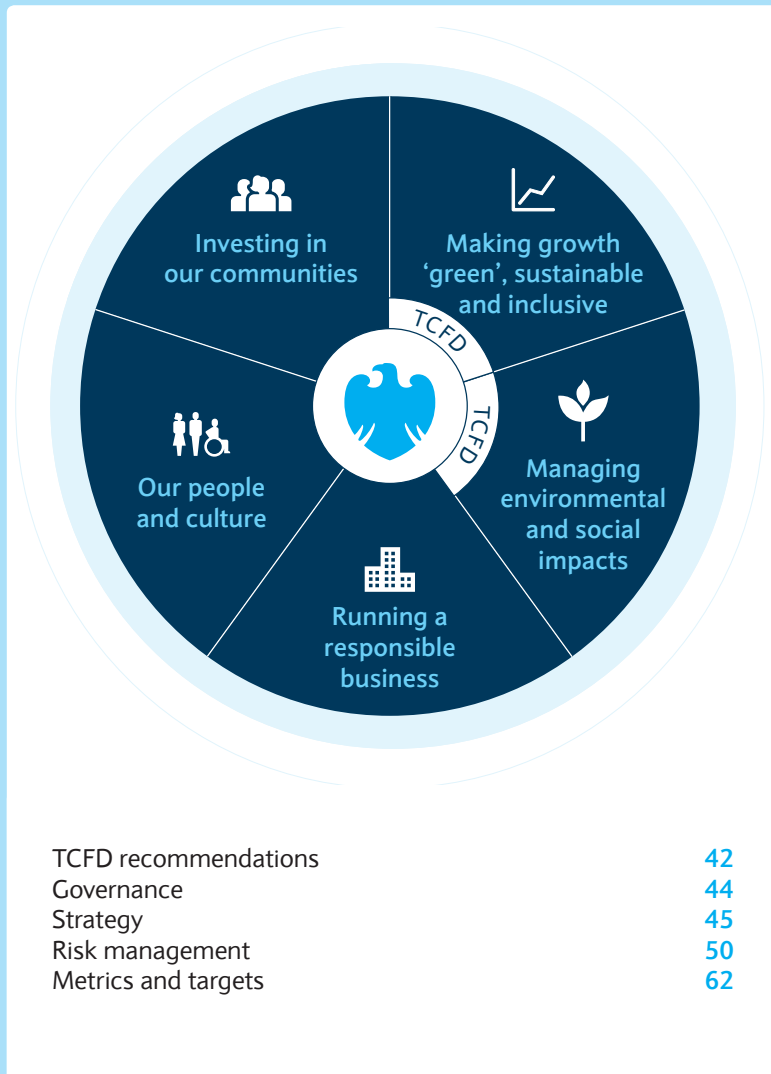 Investing in
our communities
Making growth
‘green’, sustainable
and inclusive
TCFD
TCFD
Managing
environmental
and social
impacts
Our people
and culture
Running a
responsible
business
TCFD recommendations 42
Governance 44
Strategy 45
Risk management 50
Metrics and targets 62